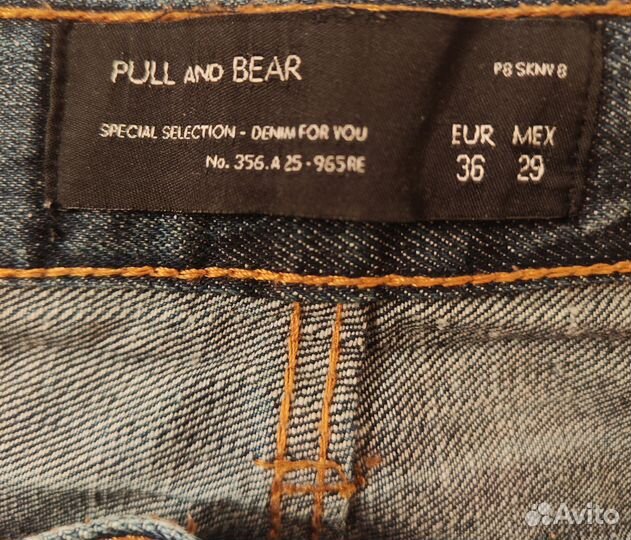 PULL AND BEAR
P8 SKNV 8
SPECIAL SELECTION - DENIM FOR YOU
No. 356.A 25 - 965 RE
EUR MEX
36 29
Avito